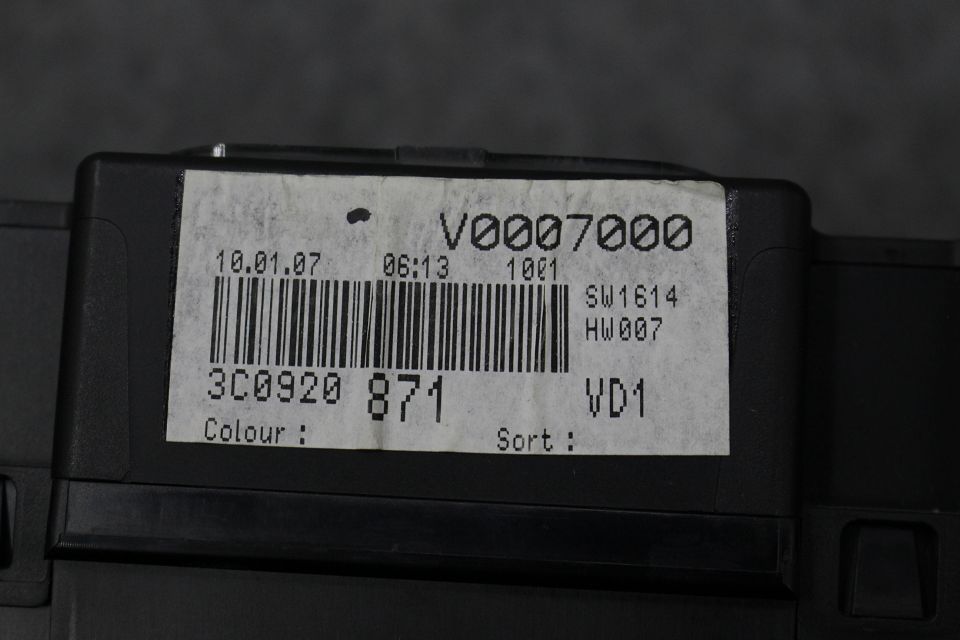 V0007000
10.01.07 06:13 1001
SW1614
HW007
3C0920 871 VD1
Colour : Sort :